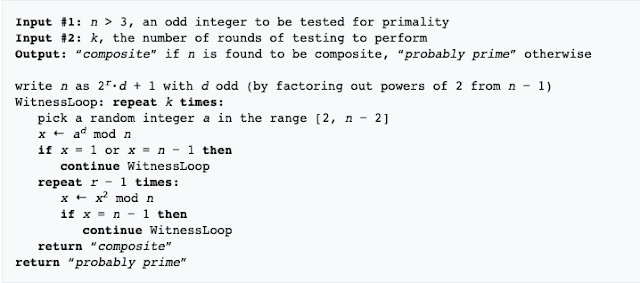 Input #1: n > 3, an odd integer to be tested for primality
Input #2: k, the number of rounds of testing to perform
Output: “composite” if n is found to be composite, “probably prime” otherwise
write n as 2ʳ·d + 1 with d odd (by factoring out powers of 2 from n − 1)
WitnessLoop: repeat k times:
pick a random integer a in the range [2, n − 2]
x ← aᵈ mod n
if x = 1 or x = n − 1 then
continue WitnessLoop
repeat r − 1 times:
x ← x² mod n
if x = n − 1 then
continue WitnessLoop
return “composite”
return “probably prime”